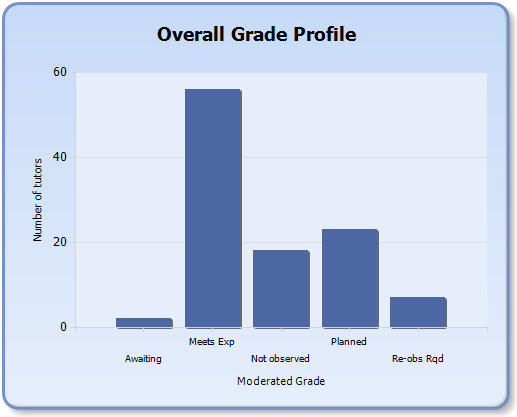 Overall Grade Profile
Number of tutors
60
40
20
0
Meets Exp
Planned
Awaiting
Not observed
Re-obs Rqd
Moderated Grade